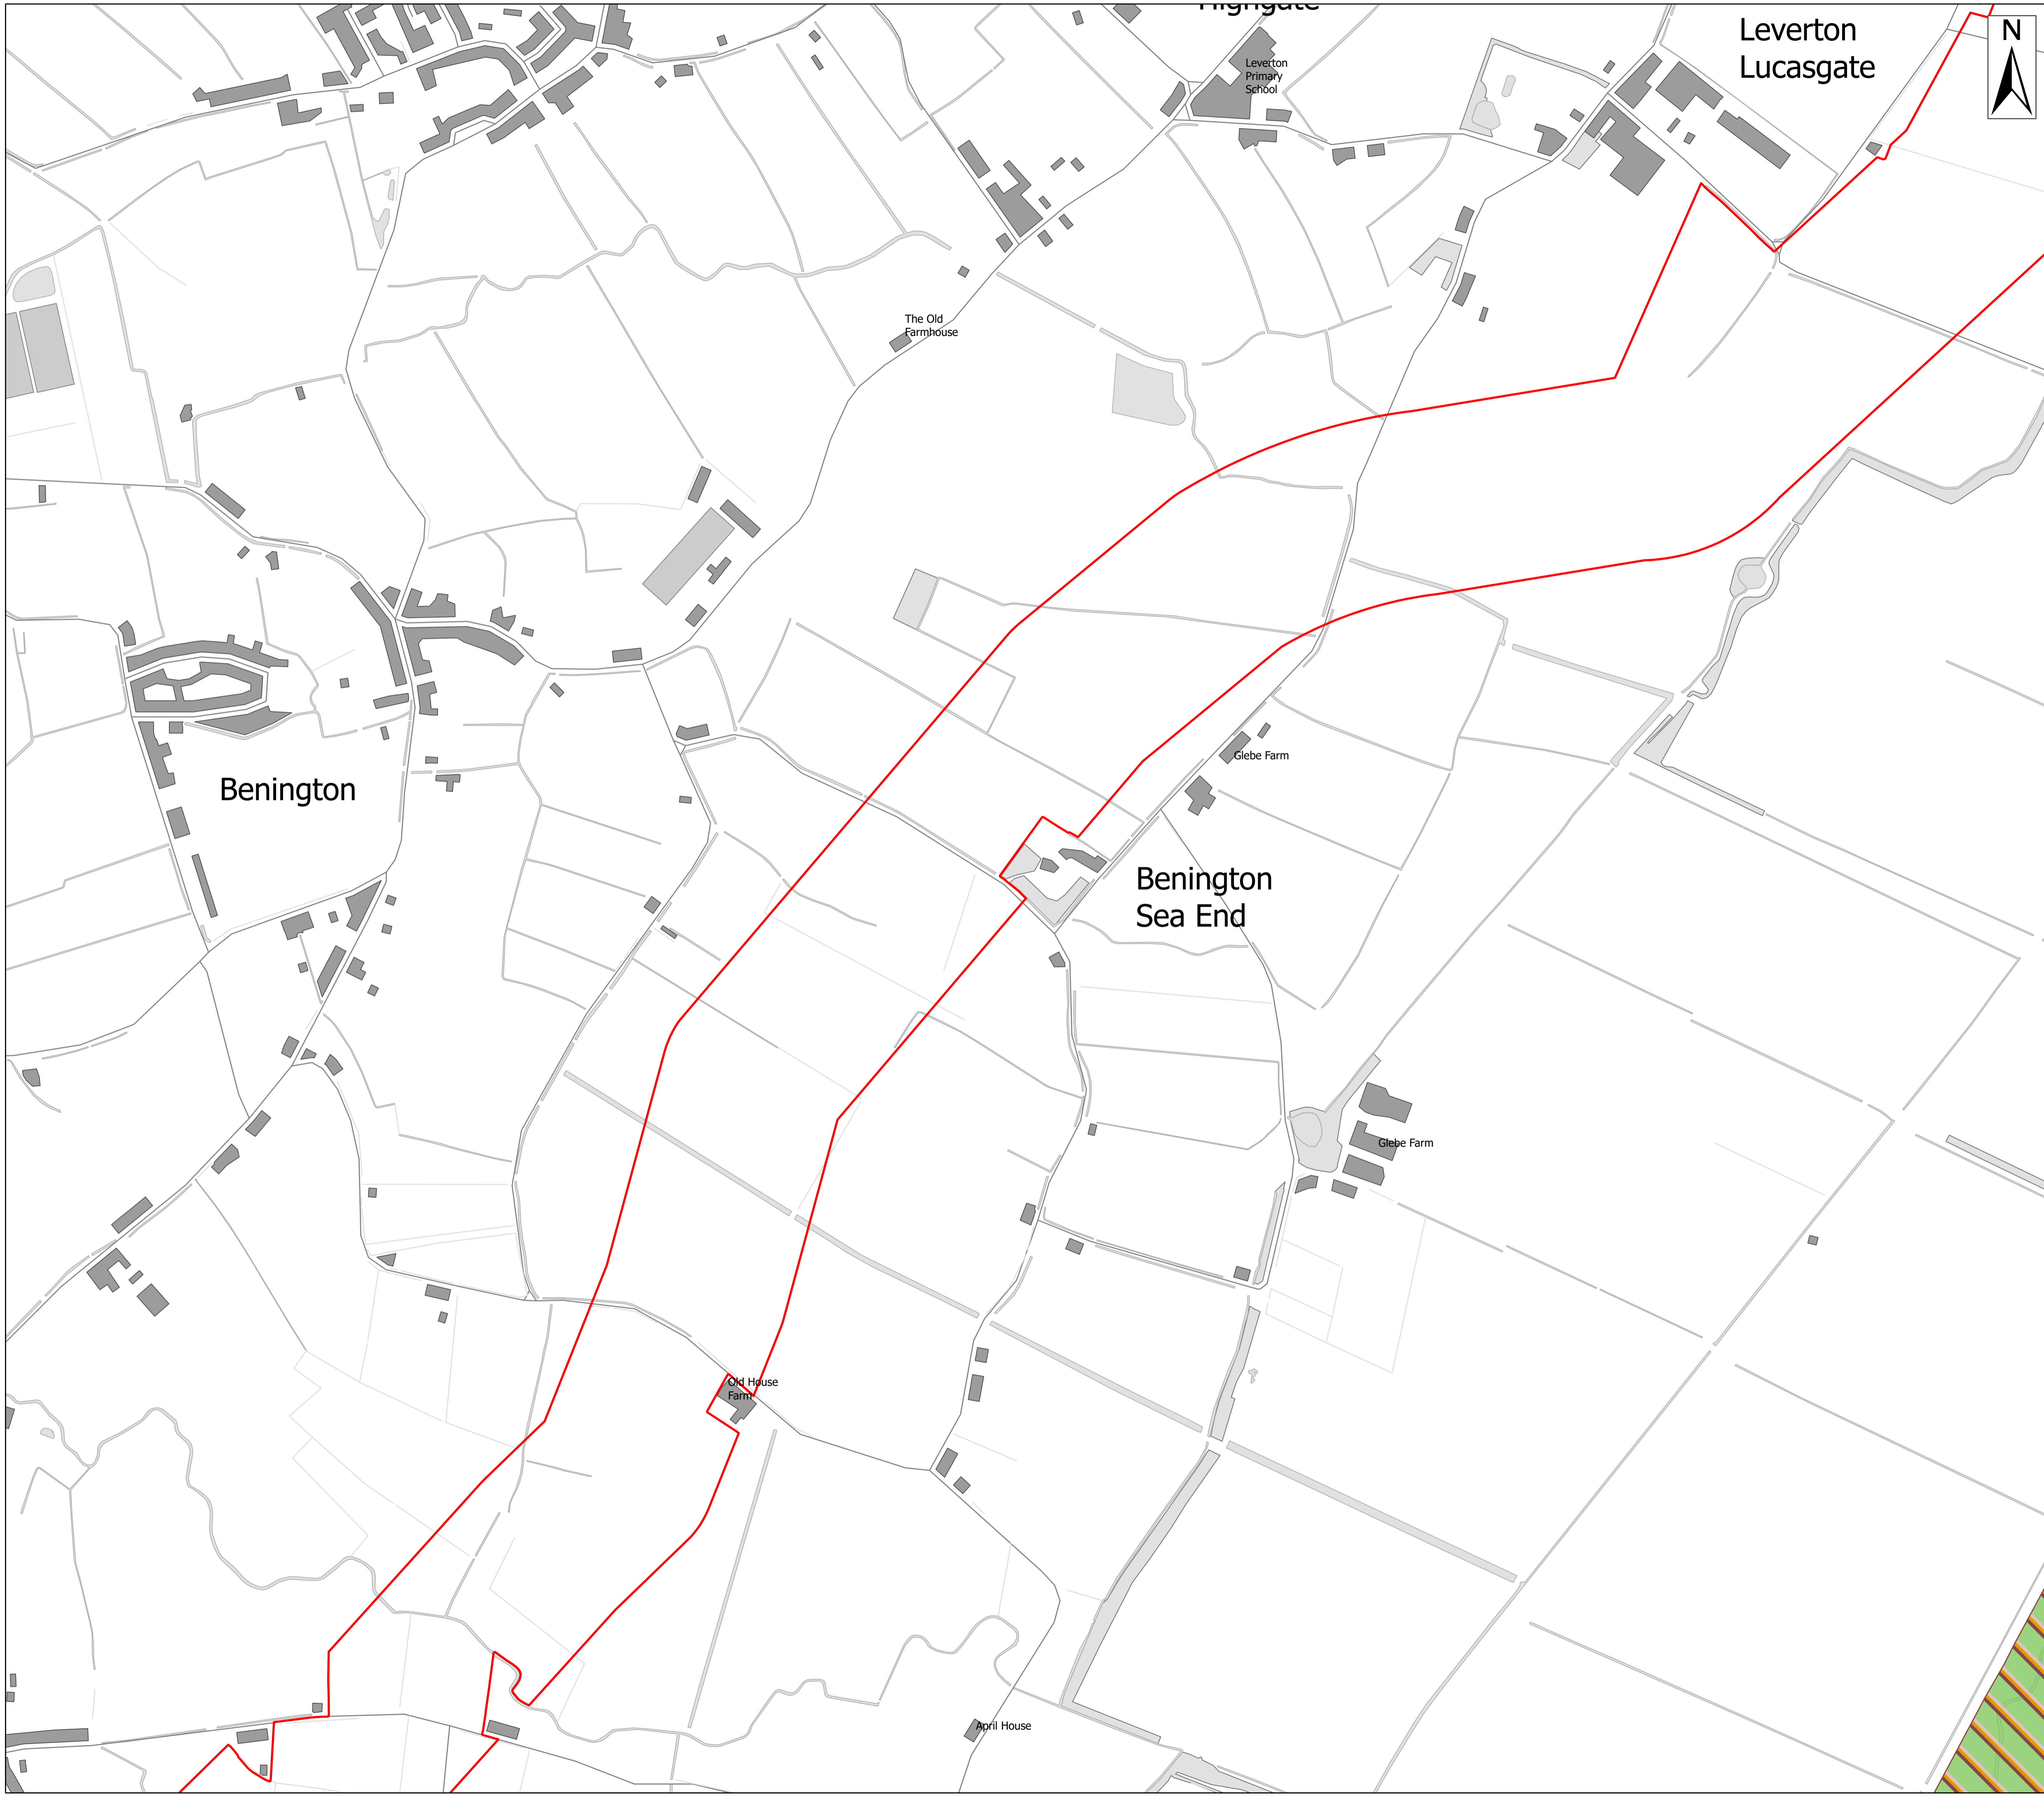 Highgate
Leverton
Lucasgate
N
Leverton
Primary
School
The Old
Farmhouse
Glebe Farm
Benington
Benington
Sea End
Glebe Farm
Old House
Farm
April House